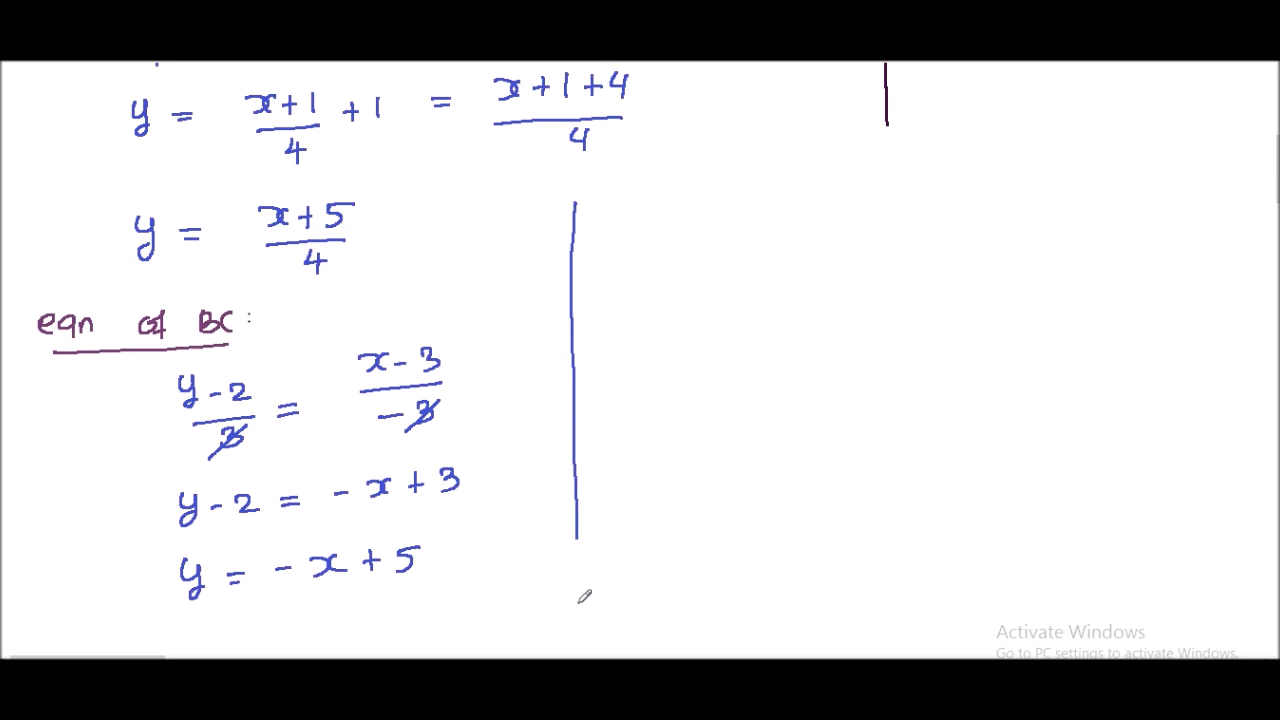 y = x+1/4 + 1 = x+1+4/4
y = x+5/4
eqn of BC :
y-2/3 = x-3/-3
y-2 = -x+3
y = -x+5
Activate Windows
Go to PC settings to activate Windows.